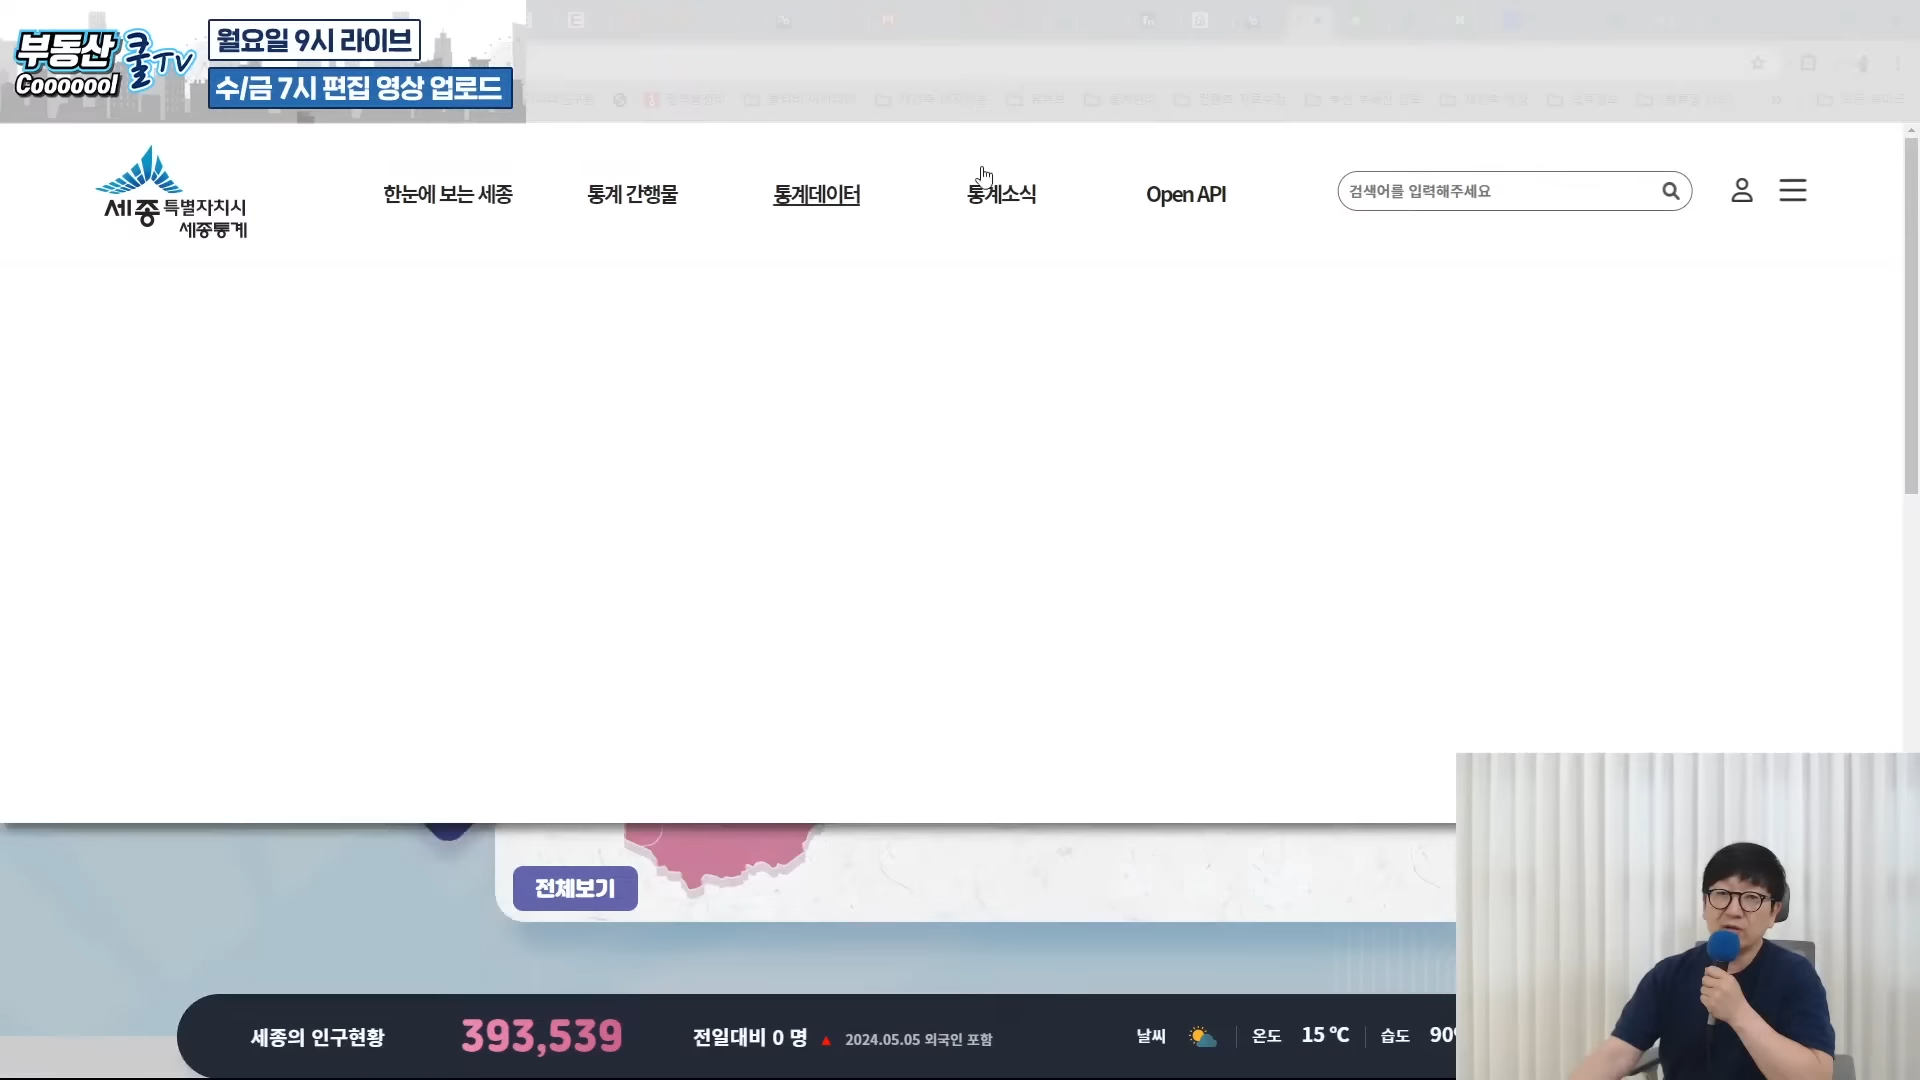 부동산
Cooooool
쿨TV
월요일 9시 라이브
수/금 7시 편집 영상 업로드
세종특별자치시
세종통계
한눈에 보는 세종
통계 간행물
통계데이터
통계소식
Open API
검색어를 입력해주세요
전체보기
세종의 인구현황
393,539
전일대비 0 명 ▲
2024.05.05 외국인 포함
날씨
온도 15 ℃
습도 90